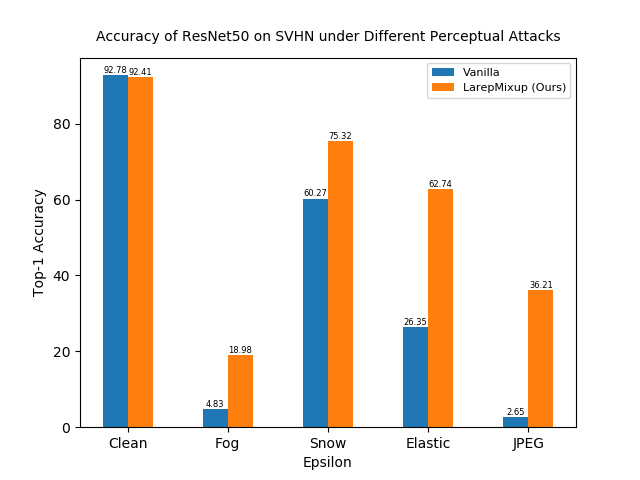 Accuracy of ResNet50 on SVHN under Different Perceptual Attacks
Vanilla
LarepMixup (Ours)
92.78 92.41
4.83 18.98
60.27 75.32
26.35 62.74
2.65 36.21
Top-1 Accuracy
80
60
40
20
0
Clean Fog Snow Elastic JPEG
Epsilon